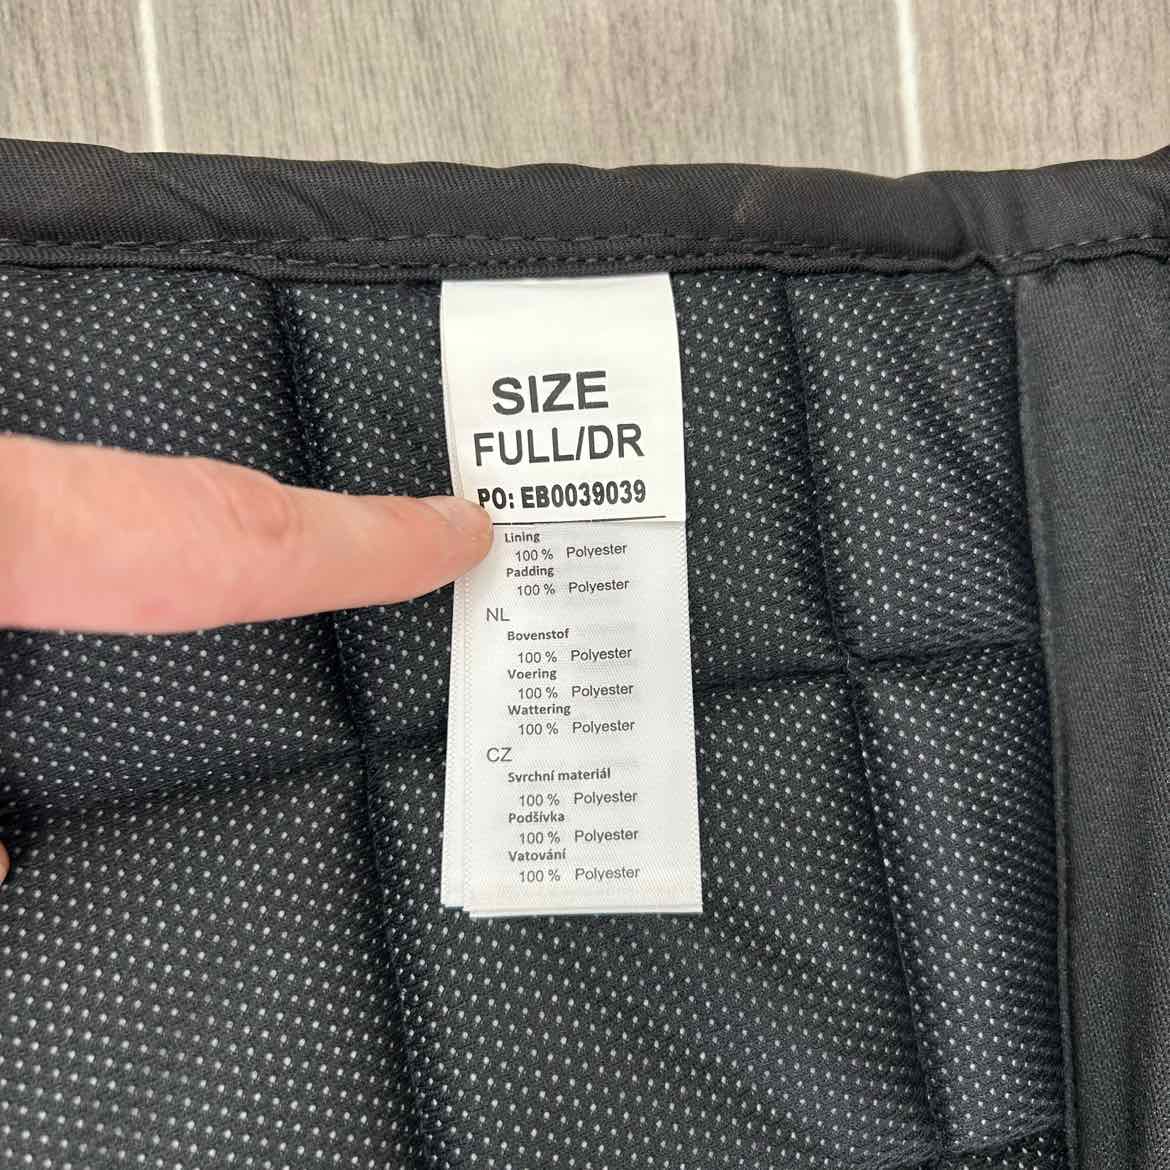 SIZE
FULL/DR
PO: EB0039039
Lining
100 % Polyester
Padding
100 % Polyester
NL
Bovenstof
100 % Polyester
Voering
100 % Polyester
Wattering
100 % Polyester
CZ
Svrchní materiál
100 % Polyester
Podšívka
100 % Polyester
Vatování
100 % Polyester